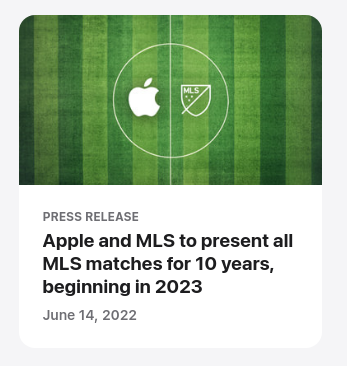 MLS
PRESS RELEASE
Apple and MLS to present all
MLS matches for 10 years,
beginning in 2023
June 14, 2022